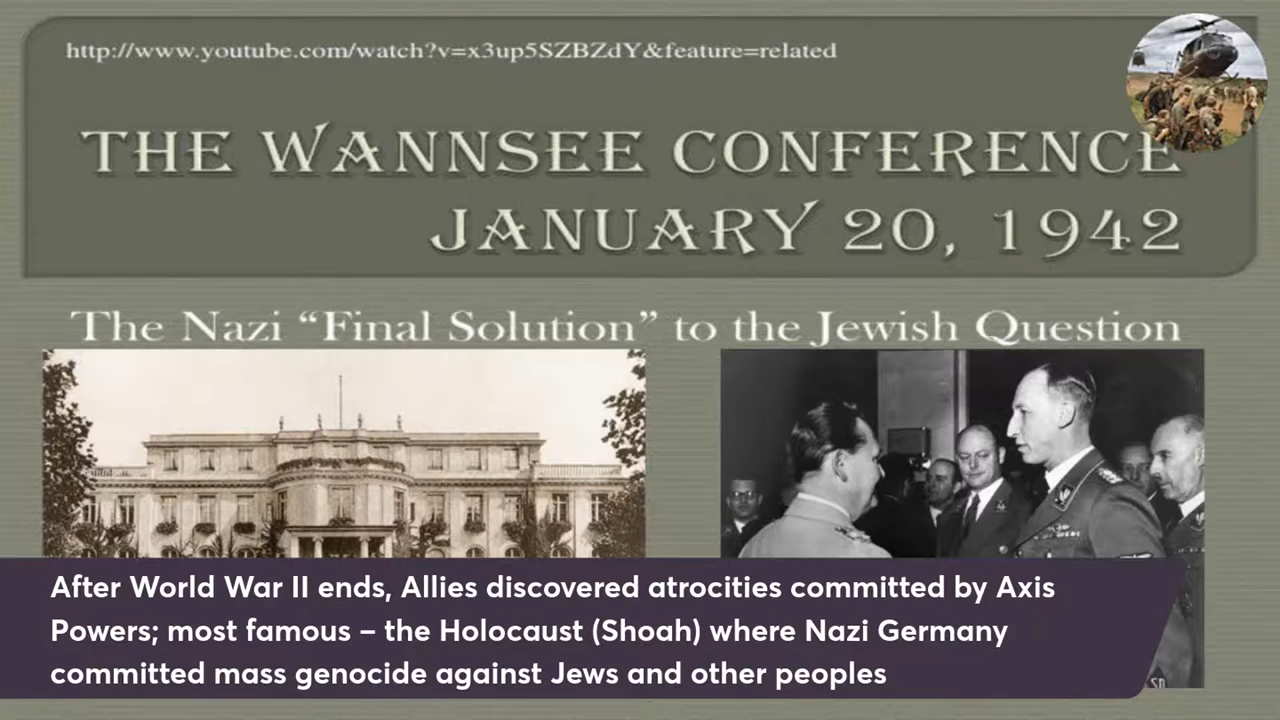 http://www.youtube.com/watch?v=x3up5SZBZdY&feature=related
THE WANNSEE CONFERENCE
JANUARY 20, 1942
The Nazi “Final Solution” to the Jewish Question
After World War II ends, Allies discovered atrocities committed by Axis
Powers; most famous – the Holocaust (Shoah) where Nazi Germany
committed mass genocide against Jews and other peoples